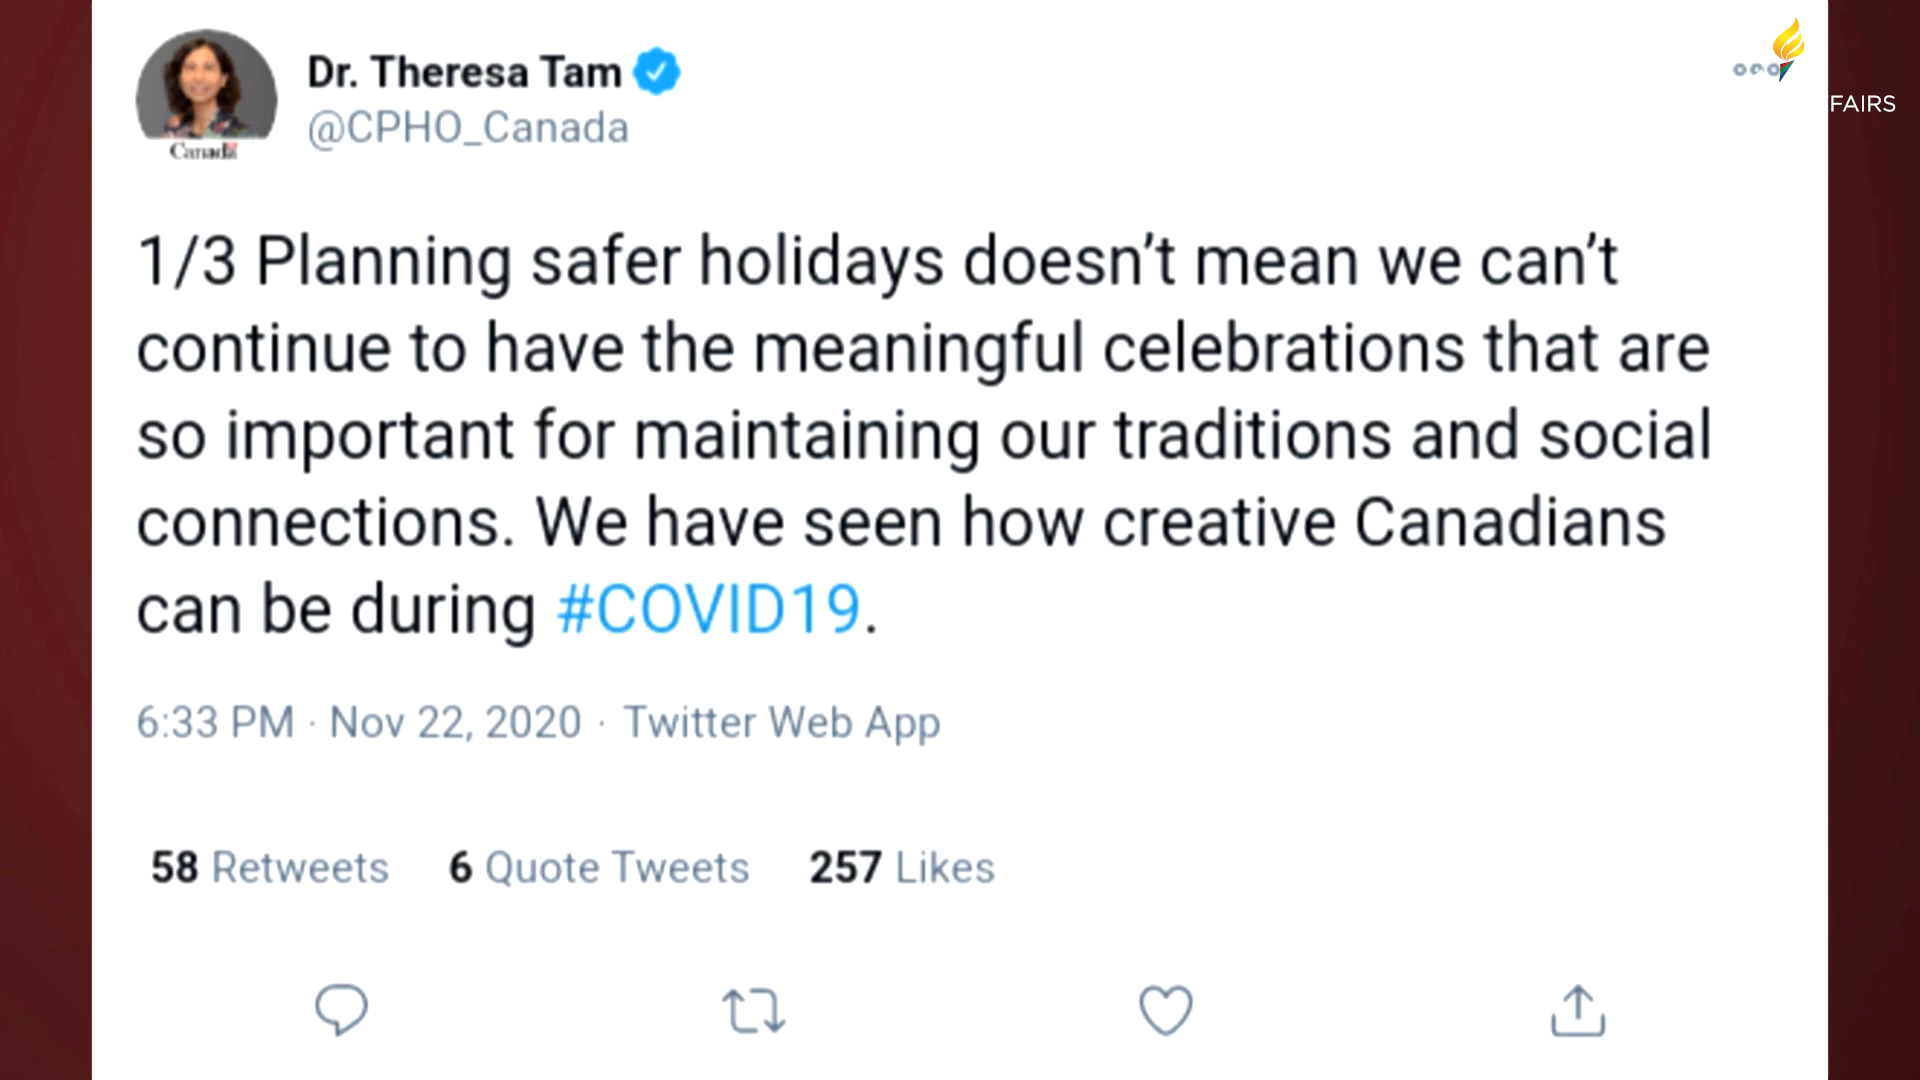 Dr. Theresa Tam
@CPHO_Canada
Canada
FAIRS
1/3 Planning safer holidays doesn’t mean we can’t
continue to have the meaningful celebrations that are
so important for maintaining our traditions and social
connections. We have seen how creative Canadians
can be during #COVID19.
6:33 PM · Nov 22, 2020 · Twitter Web App
58 Retweets 6 Quote Tweets 257 Likes